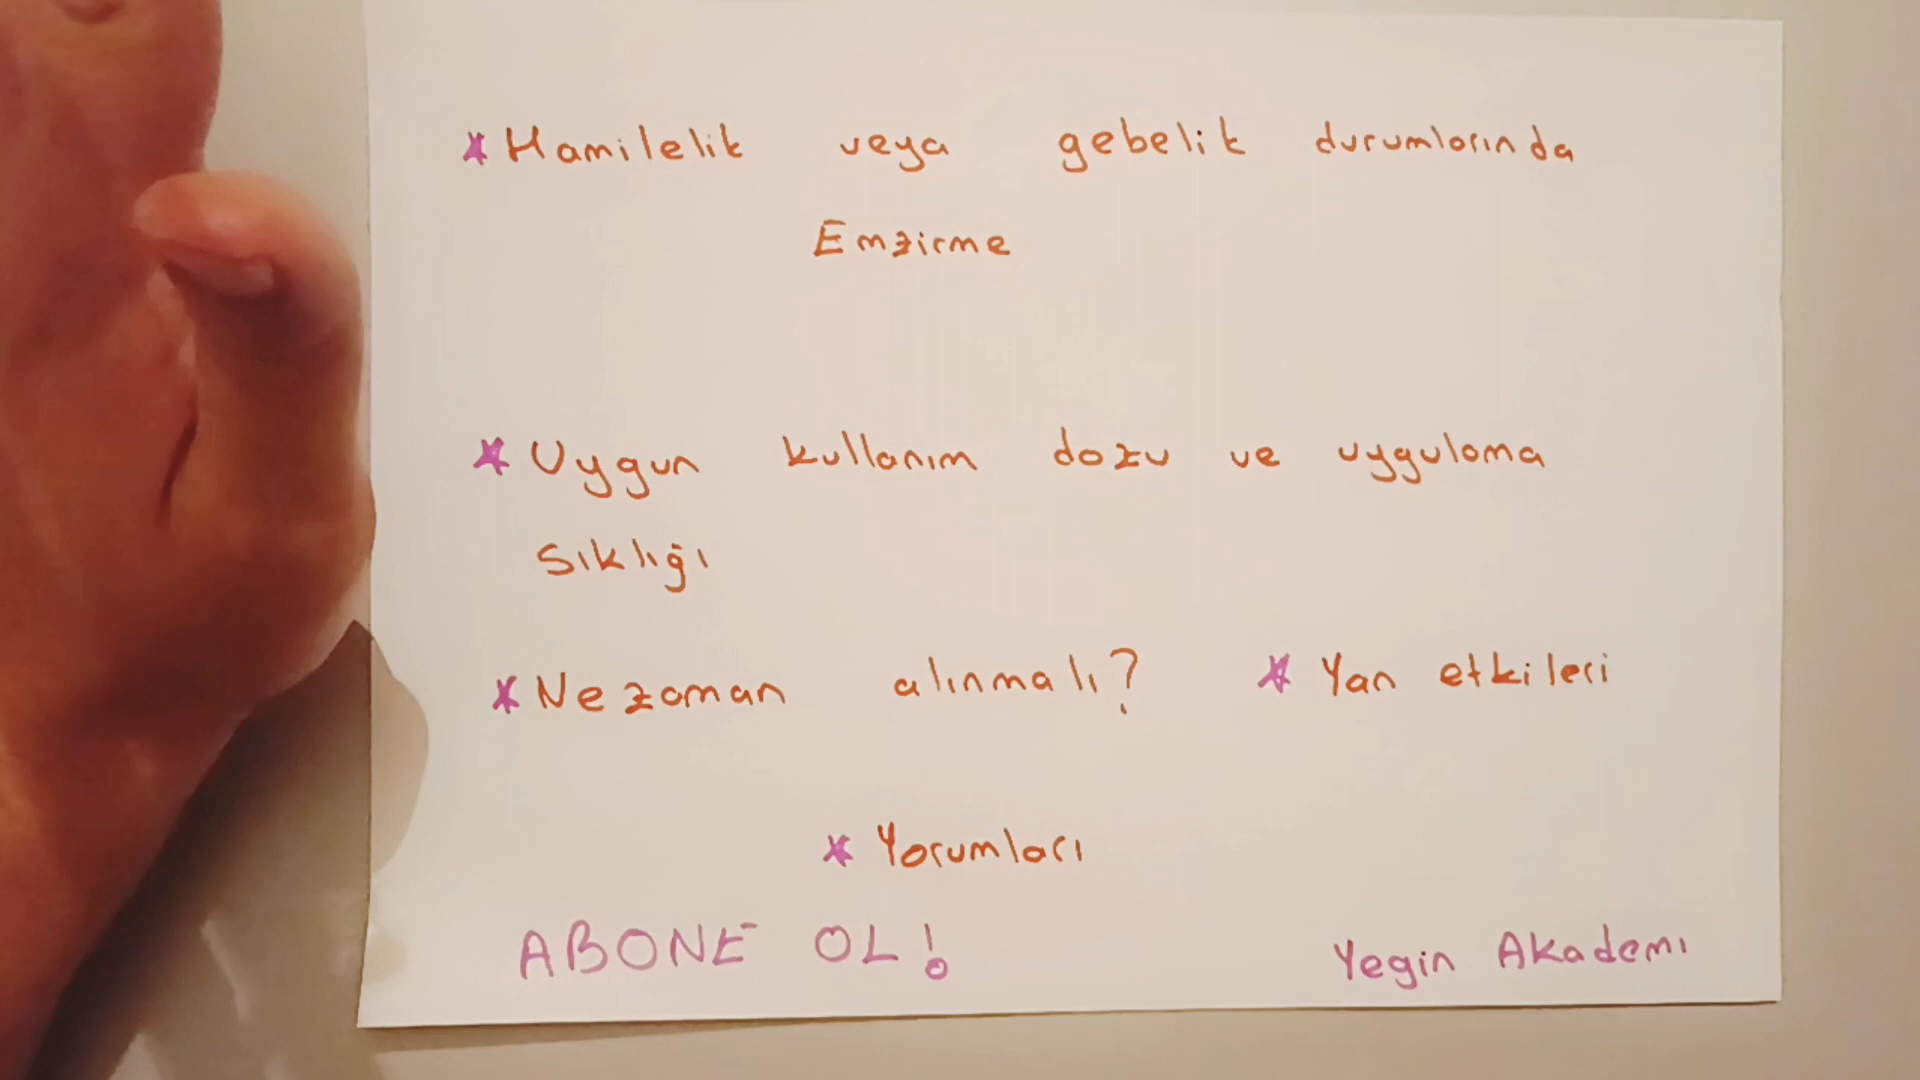 * Hamilelik veya gebelik durumlarında
Emzirme
* Uygun kullanım dozu ve uygulama
Sıklığı
* Ne zaman alınmalı?
* Yan etkileri
* Yorumları
ABONE OL!
Yegin Akademı